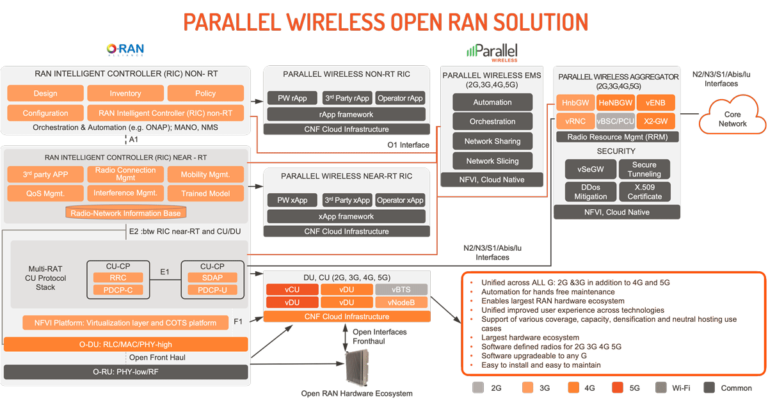 PARALLEL WIRELESS OPEN RAN SOLUTION
O-RAN
ALLIANCE
Parallel
WIRELESS
RAN INTELLIGENT CONTROLLER (RIC) NON- RT
Design
Inventory
Policy
Configuration
RAN Intelligent Controller (RIC) non-RT
Orchestration & Automation (e.g. ONAP); MANO, NMS
A1
PARALLEL WIRELESS NON-RT RIC
PW rApp
3rd Party rApp
Operator rApp
rApp framework
CNF Cloud Infrastructure
O1 Interface
PARALLEL WIRELESS EMS
(2G,3G,4G,5G)
Automation
Orchestration
Network Sharing
Network Slicing
NFVI, Cloud Native
PARALLEL WIRELESS AGGREGATOR
(2G,3G,4G,5G)
HnbGW
HeNBGW
vENB
vRNC
vBSC/PCU
X2-GW
Radio Resource Mgmt (RRM)
SECURITY
vSeGW
Secure
Tunneling
DDos
Mitigation
X.509
Certificate
NFVI, Cloud Native
N2/N3/S1/Abis/Iu
Interfaces
Core
Network
RAN INTELLIGENT CONTROLLER (RIC) NEAR - RT
3rd party APP
Radio Connection
Mgmt
Mobility Mgmt.
QoS Mgmt.
Interference Mgmt.
Trained Model
Radio-Network Information Base
E2 :btw RIC near-RT and CU/DU
PARALLEL WIRELESS NEAR-RT RIC
PW xApp
3rd Party xApp
Operator xApp
xApp framework
CNF Cloud Infrastructure
N2/N3/S1/Abis/Iu
Interfaces
Multi-RAT
CU Protocol
Stack
CU-CP
RRC
PDCP-C
E1
CU-CP
SDAP
PDCP-U
NFVI Platform: Virtualization layer and COTS platform
F1
O-DU: RLC/MAC/PHY-high
Open Front Haul
O-RU: PHY-low/RF
DU, CU (2G, 3G, 4G, 5G)
vCU
vDU
vBTS
vDU
vDU
vNodeB
CNF Cloud Infrastructure
Open Interfaces
Fronthaul
Open RAN Hardware Ecosystem
• Unified across ALL G: 2G &3G in addition to 4G and 5G
• Automation for hands free maintenance
• Enables largest RAN hardware ecosystem
• Unified improved user experience across technologies
• Support of various coverage, capacity, densification and neutral hosting use
cases
• Largest hardware ecosystem
• Software defined radios for 2G 3G 4G 5G
• Software upgradeable to any G
• Easy to install and easy to maintain
2G
3G
4G
5G
Wi-Fi
Common